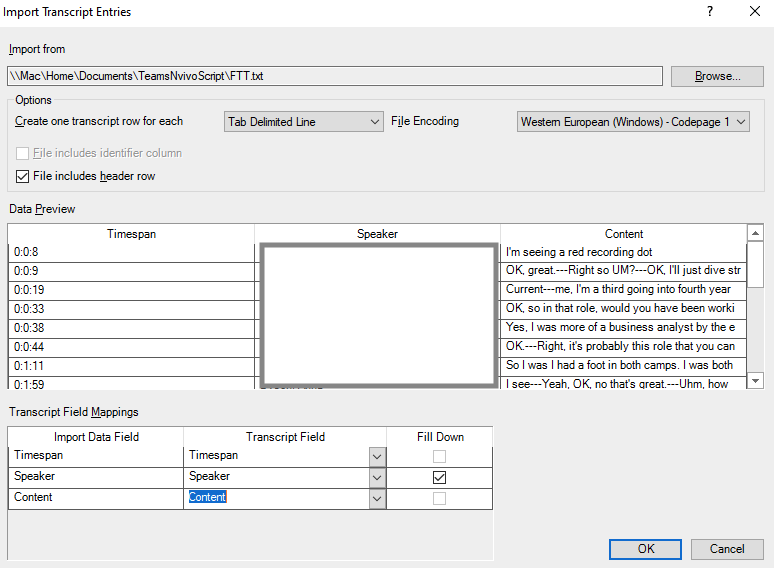 Import Transcript Entries
?
Import from
\\Mac\Home\Documents\TeamsNvivoScript\FTT.txt
Browse...
Options
Create one transcript row for each
Tab Delimited Line
File Encoding
Western European (Windows) - Codepage 1
File includes identifier column
File includes header row
Data Preview
Timespan Speaker Content
0:0:8 I'm seeing a red recording dot
0:0:9 OK, great.---Right so UM?---OK, I'll just dive str
0:0:19 Current---me, I'm a third going into fourth year
0:0:33 OK, so in that role, would you have been worki
0:0:38 Yes, I was more of a business analyst by the e
0:0:44 OK.---Right, it's probably this role that you can
0:1:11 So I was I had a foot in both camps. I was both
0:1:59 I see---Yeah, OK, no that's great.---Uhm, how
Transcript Field Mappings
Import Data Field Transcript Field Fill Down
Timespan Timespan
Speaker Speaker
Content Content
OK
Cancel